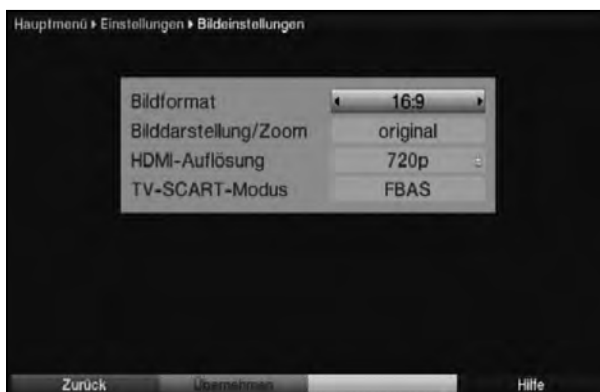 Hauptmenü ▸ Einstellungen ▸ Bildeinstellungen
Bildformat 16:9
Bilddarstellung/Zoom original
HDMI-Auflösung 720p
TV-SCART-Modus FBAS
Zurück Übernehmen Hilfe